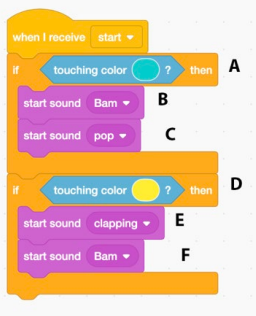 when I receive start
if touching color ? then A
start sound Bam B
start sound pop C
if touching color ? then D
start sound clapping E
start sound Bam F